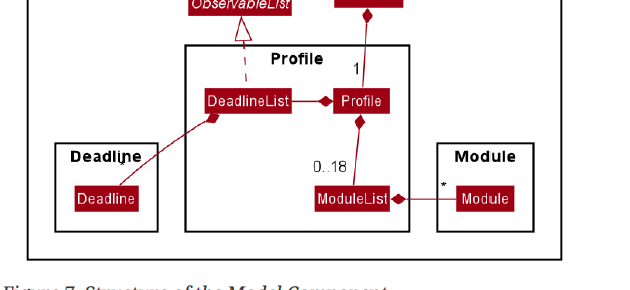 ObservableList
Profile
1
DeadlineList
Profile
Deadline
*
0..18
Module
*
Deadline
ModuleList
Module
Figure 7. Structure of the Model Component